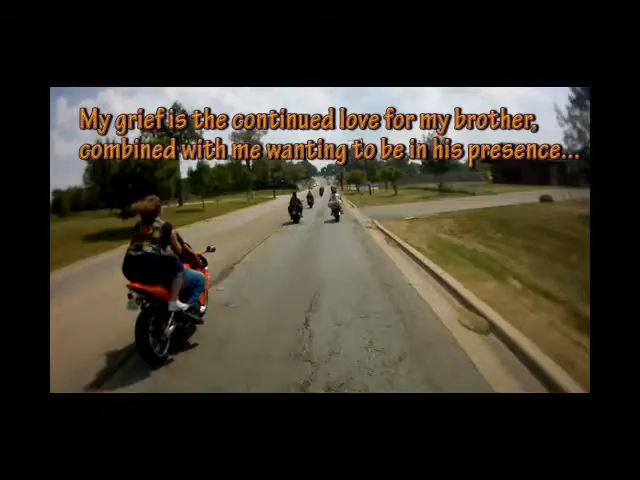 My grief is the continued love for my brother,
combined with me wanting to be in his presence...